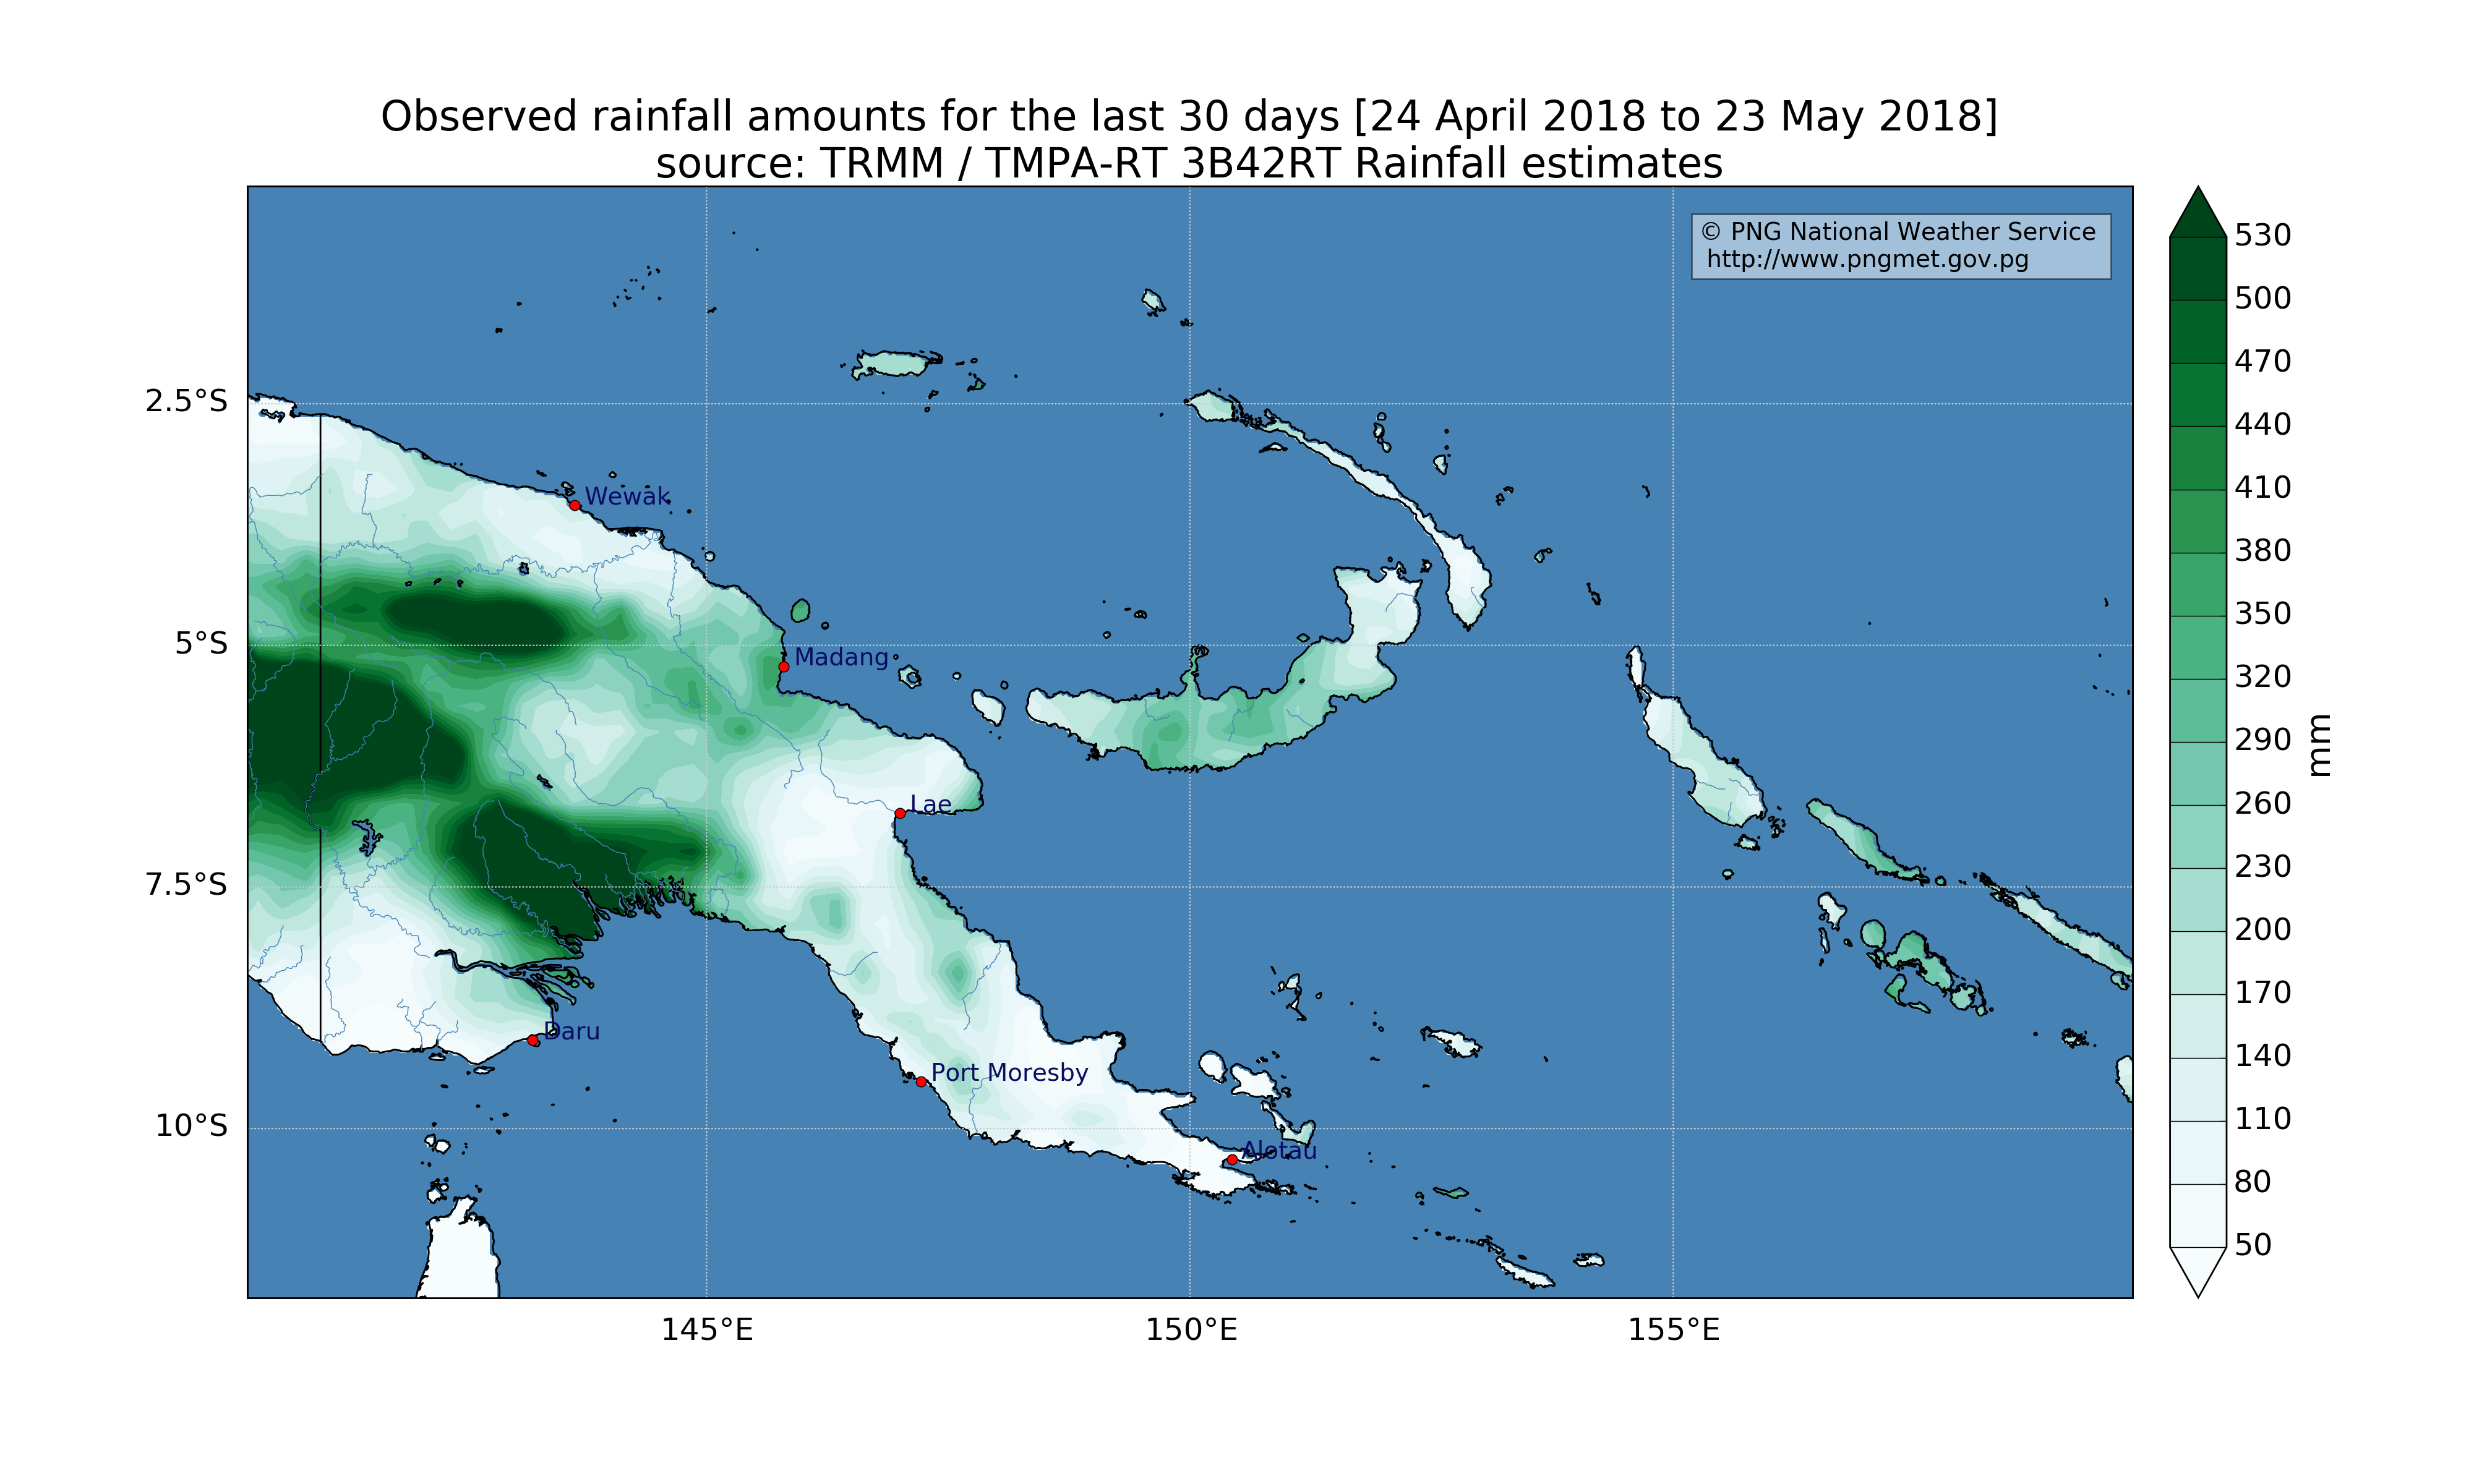 Observed rainfall amounts for the last 30 days [24 April 2018 to 23 May 2018]
source: TRMM / TMPA-RT 3B42RT Rainfall estimates
© PNG National Weather Service
http://www.pngmet.gov.pg
2.5°S
5°S
7.5°S
10°S
Wewak
Madang
Lae
Daru
Port Moresby
Alotau
145°E
150°E
155°E
530
500
470
440
410
380
350
320
290
260
230
200
170
140
110
80
50
mm